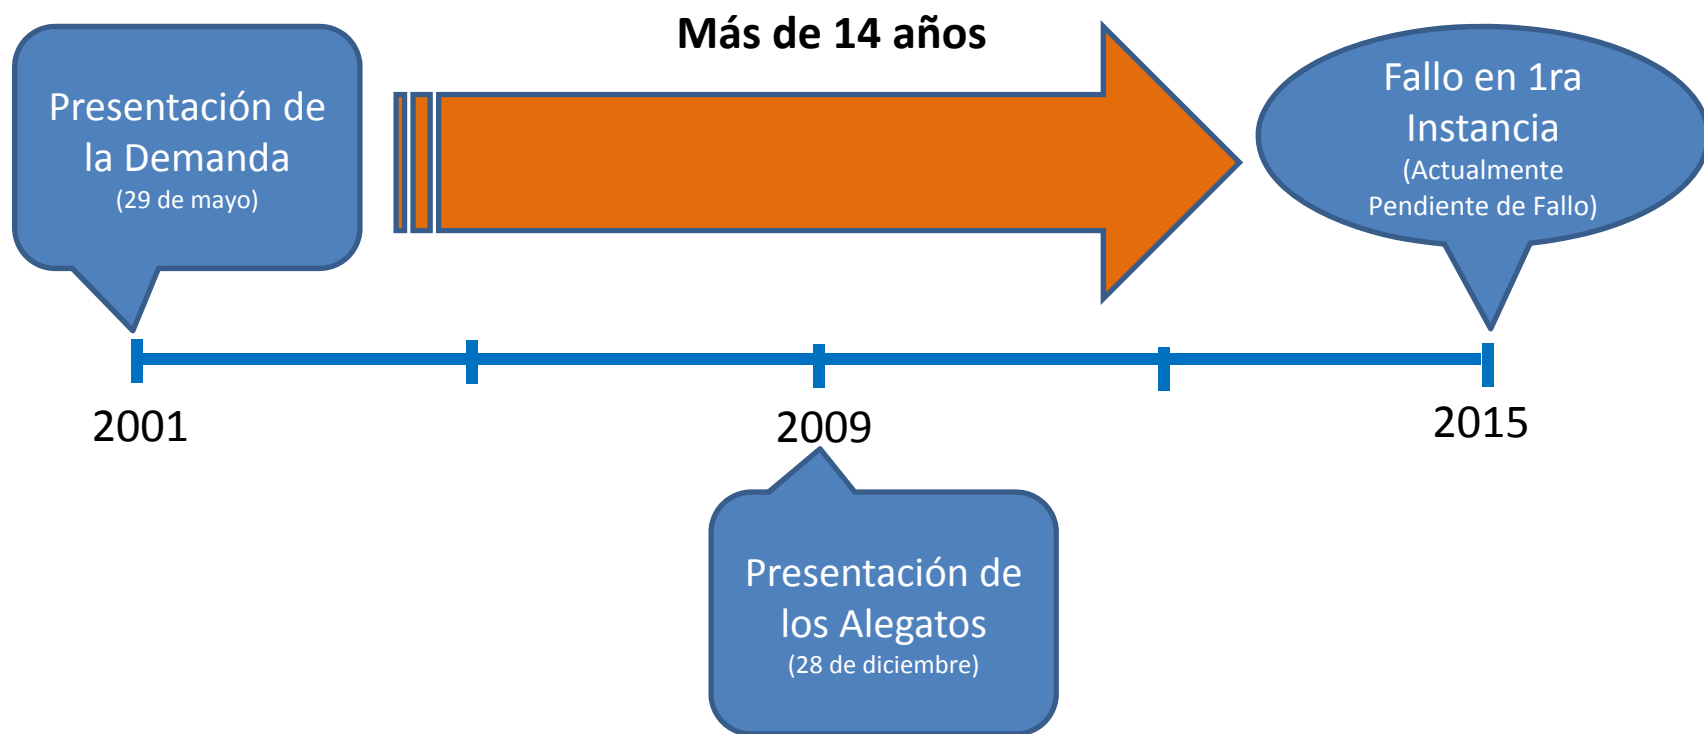 Más de 14 años
Presentación de
la Demanda
(29 de mayo)
Fallo en 1ra
Instancia
(Actualmente
Pendiente de Fallo)
2001
2009
2015
Presentación de
los Alegatos
(28 de diciembre)